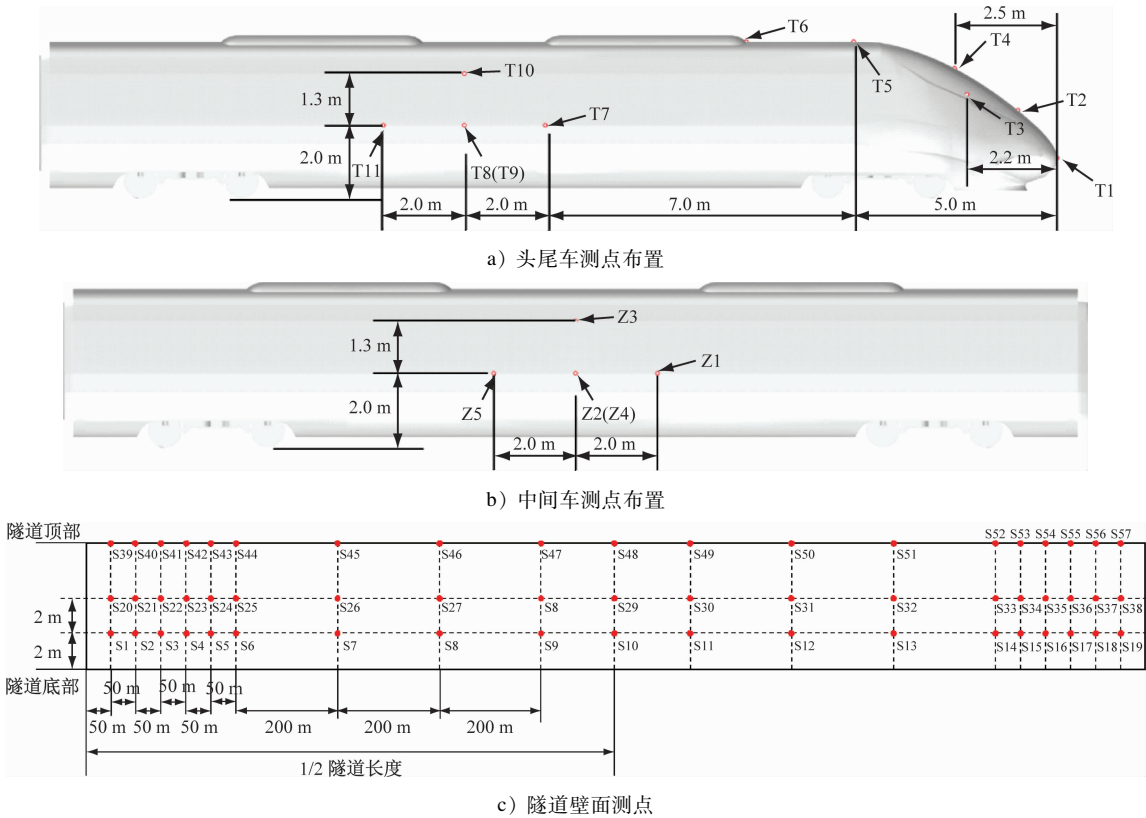 2.5 m
T6
T4
T10
T5
1.3 m
T7
T2
T3
2.0 m
T11
T8(T9)
2.2 m
T1
2.0 m
2.0 m
7.0 m
5.0 m
a）头尾车测点布置
Z3
1.3 m
Z1
2.0 m
Z5
Z2(Z4)
2.0 m
2.0 m
b）中间车测点布置
隧道顶部
S52 S53 S54 S55 S56 S57
S39 S40 S41 S42 S43 S44 S45 S46 S47 S48 S49 S50 S51
2 m
S20 S21 S22 S23 S24 S25 S26 S27 S8 S29 S30 S31 S32 S33 S34 S35 S36 S37 S38
2 m
S1 S2 S3 S4 S5 S6 S7 S8 S9 S10 S11 S12 S13 S14 S15 S16 S17 S18 S19
隧道底部
50 m 50 m 50 m
50 m 50 m 50 m 200 m 200 m 200 m
1/2 隧道长度
c）隧道壁面测点